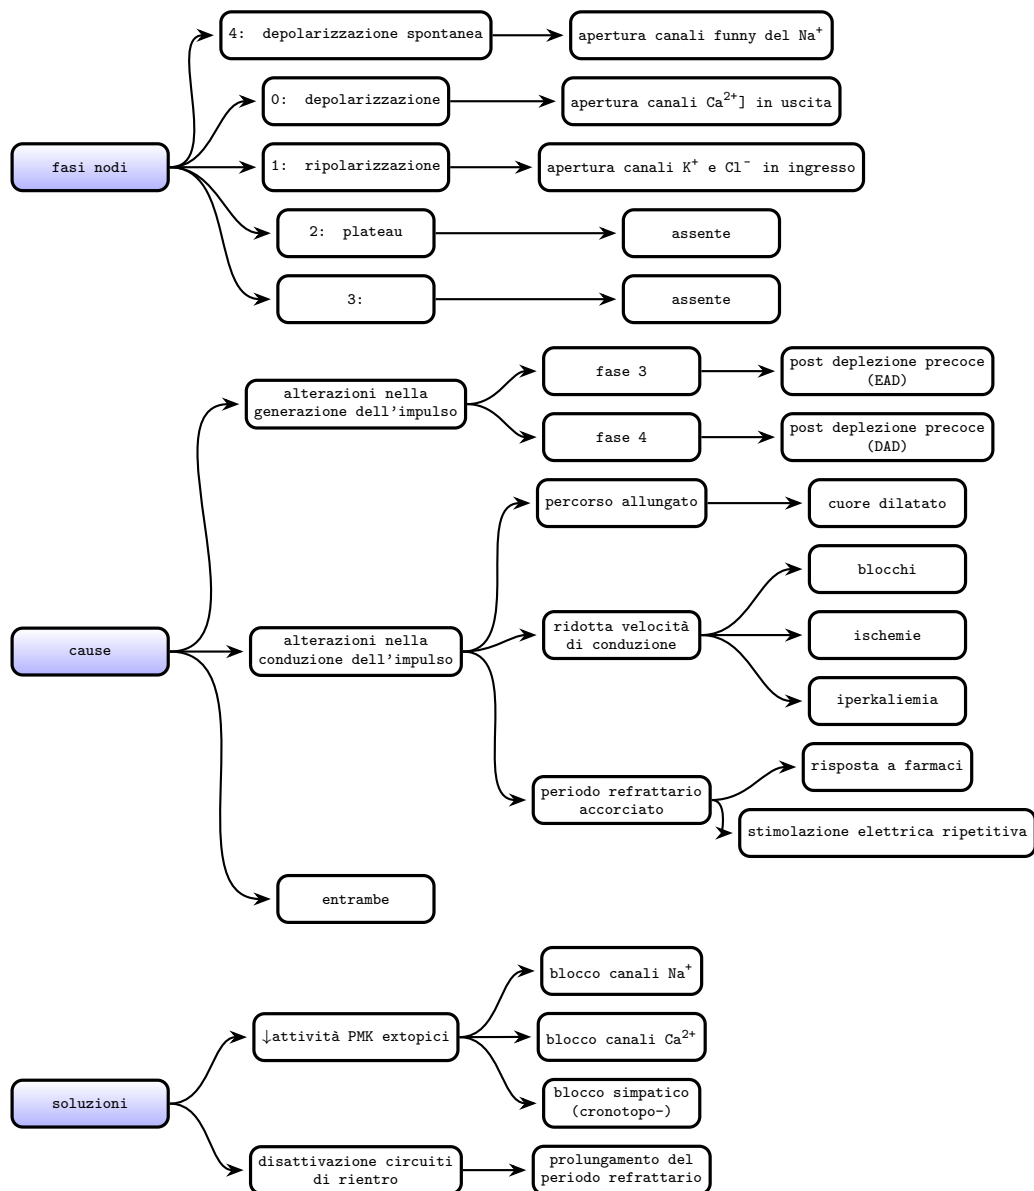 4: depolarizzazione spontanea
apertura canali funny del Na⁺
0: depolarizzazione
apertura canali Ca²⁺] in uscita
fasi nodi
1: ripolarizzazione
apertura canali K⁺ e Cl⁻ in ingresso
2: plateau
assente
3:
assente
alterazioni nella
generazione dell'impulso
fase 3
post deplezione precoce
(EAD)
fase 4
post deplezione precoce
(DAD)
percorso allungato
cuore dilatato
cause
alterazioni nella
conduzione dell'impulso
ridotta velocità
di conduzione
blocchi
ischemie
iperkaliemia
periodo refrattario
accorciato
risposta a farmaci
stimolazione elettrica ripetitiva
entrambe
soluzioni
↓attività PMK extopici
blocco canali Na⁺
blocco canali Ca²⁺
blocco simpatico
(cronotopo-)
disattivazione circuiti
di rientro
prolungamento del
periodo refrattario